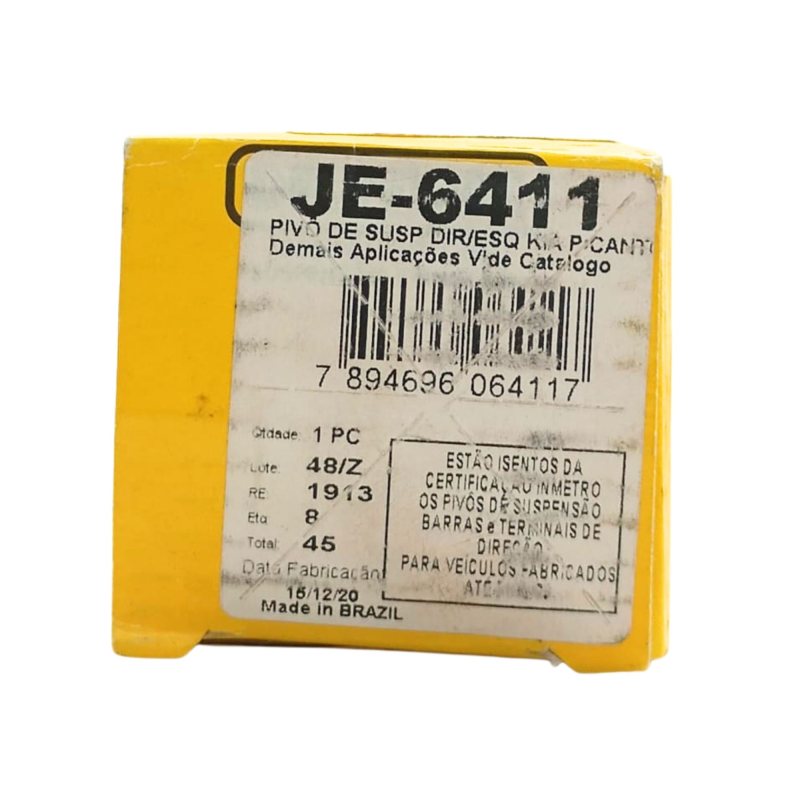 JE-6411
PIVÔ DE SUSP DIR/ESQ KIA PICANTO
Demais Aplicações Vide Catalogo
7 894696 064117
Qtdade: 1 PC
Lote: 48/Z
RE: 1913
Etq 8
Total: 45
Data Fabricação
15/12/20
Made in BRAZIL
ESTÃO ISENTOS DA
CERTIFICAÇÃO INMETRO
OS PIVÔS DE SUSPENSÃO
BARRAS e TERMINAIS DE
DIREÇÃO
PARA VEÍCULOS FABRICADOS
ATÉ